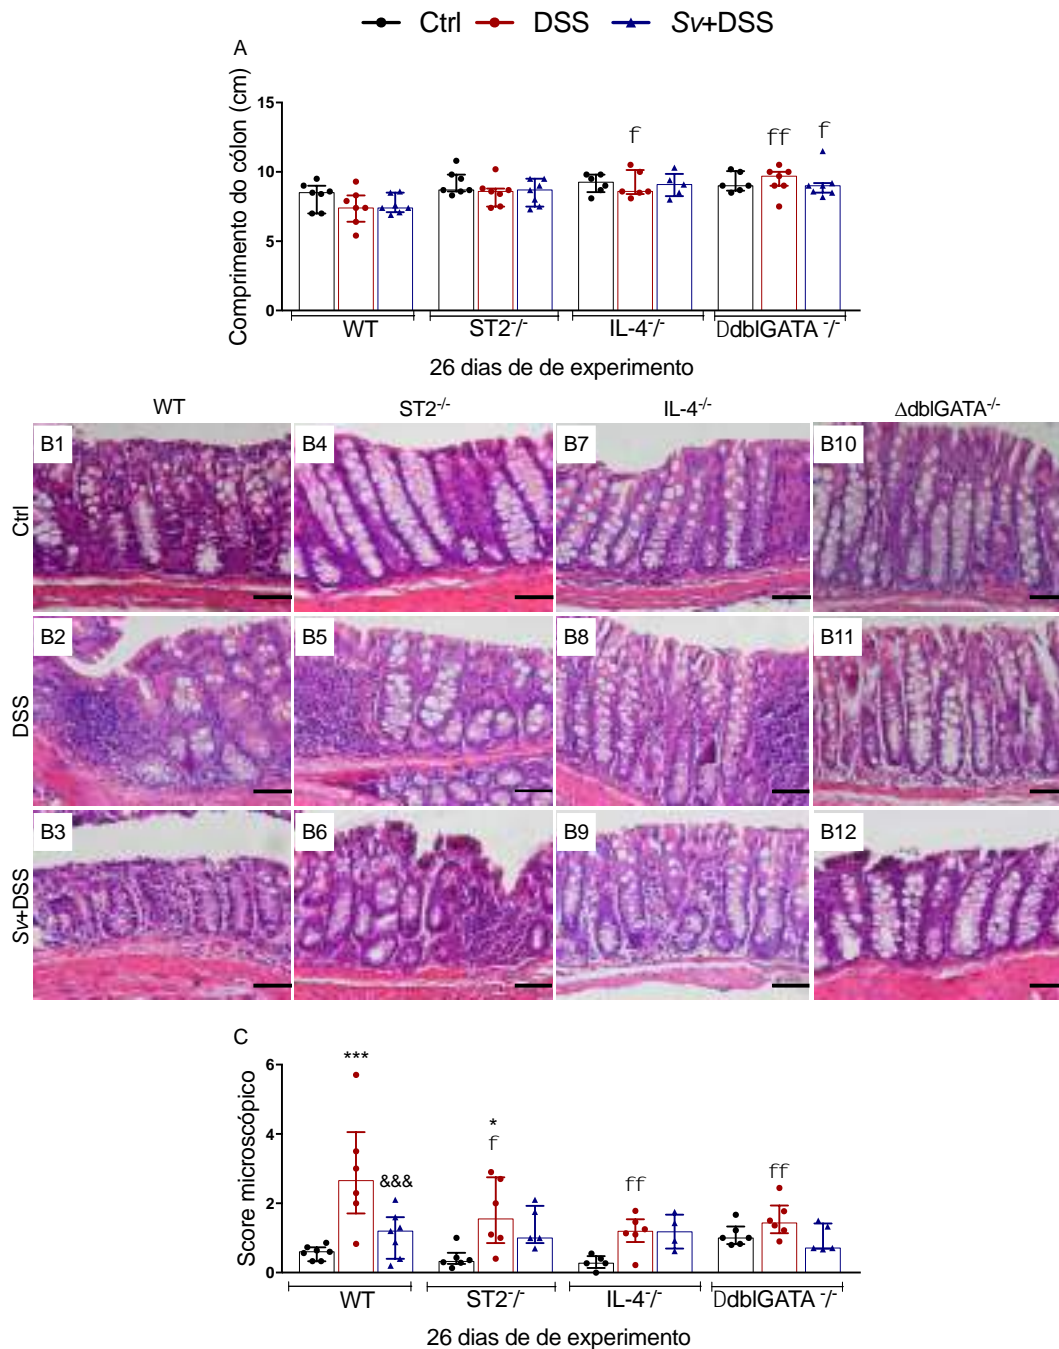 Ctrl DSS Sv+DSS
A
Comprimento do cólon (cm)
15
10
5
0
f
ff
f
WT ST2-/- IL-4-/- DdblGATA -/-
26 dias de de experimento
WT ST2-/- IL-4-/- ΔdblGATA-/-
Ctrl
B1 B4 B7 B10
DSS
B2 B5 B8 B11
Sv+DSS
B3 B6 B9 B12
C
Score microscópico
6
4
2
0
***
&&&
*
f
ff
ff
WT ST2-/- IL-4-/- DdblGATA -/-
26 dias de de experimento